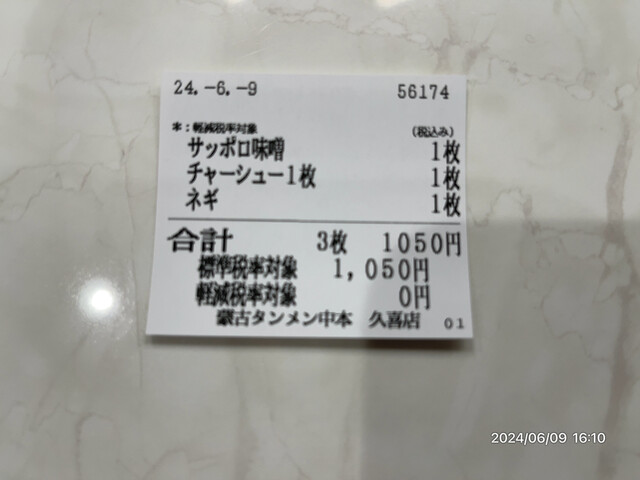 24.-6.-9 56174
*:軽減税率対象 (税込み)
サッポロ味噌 1枚
チャーシュー1枚 1枚
ネギ 1枚
合計 3枚 1050円
標準税率対象 1,050円
軽減税率対象 0円
蒙古タンメン中本 久喜店 01
2024/06/09 16:10